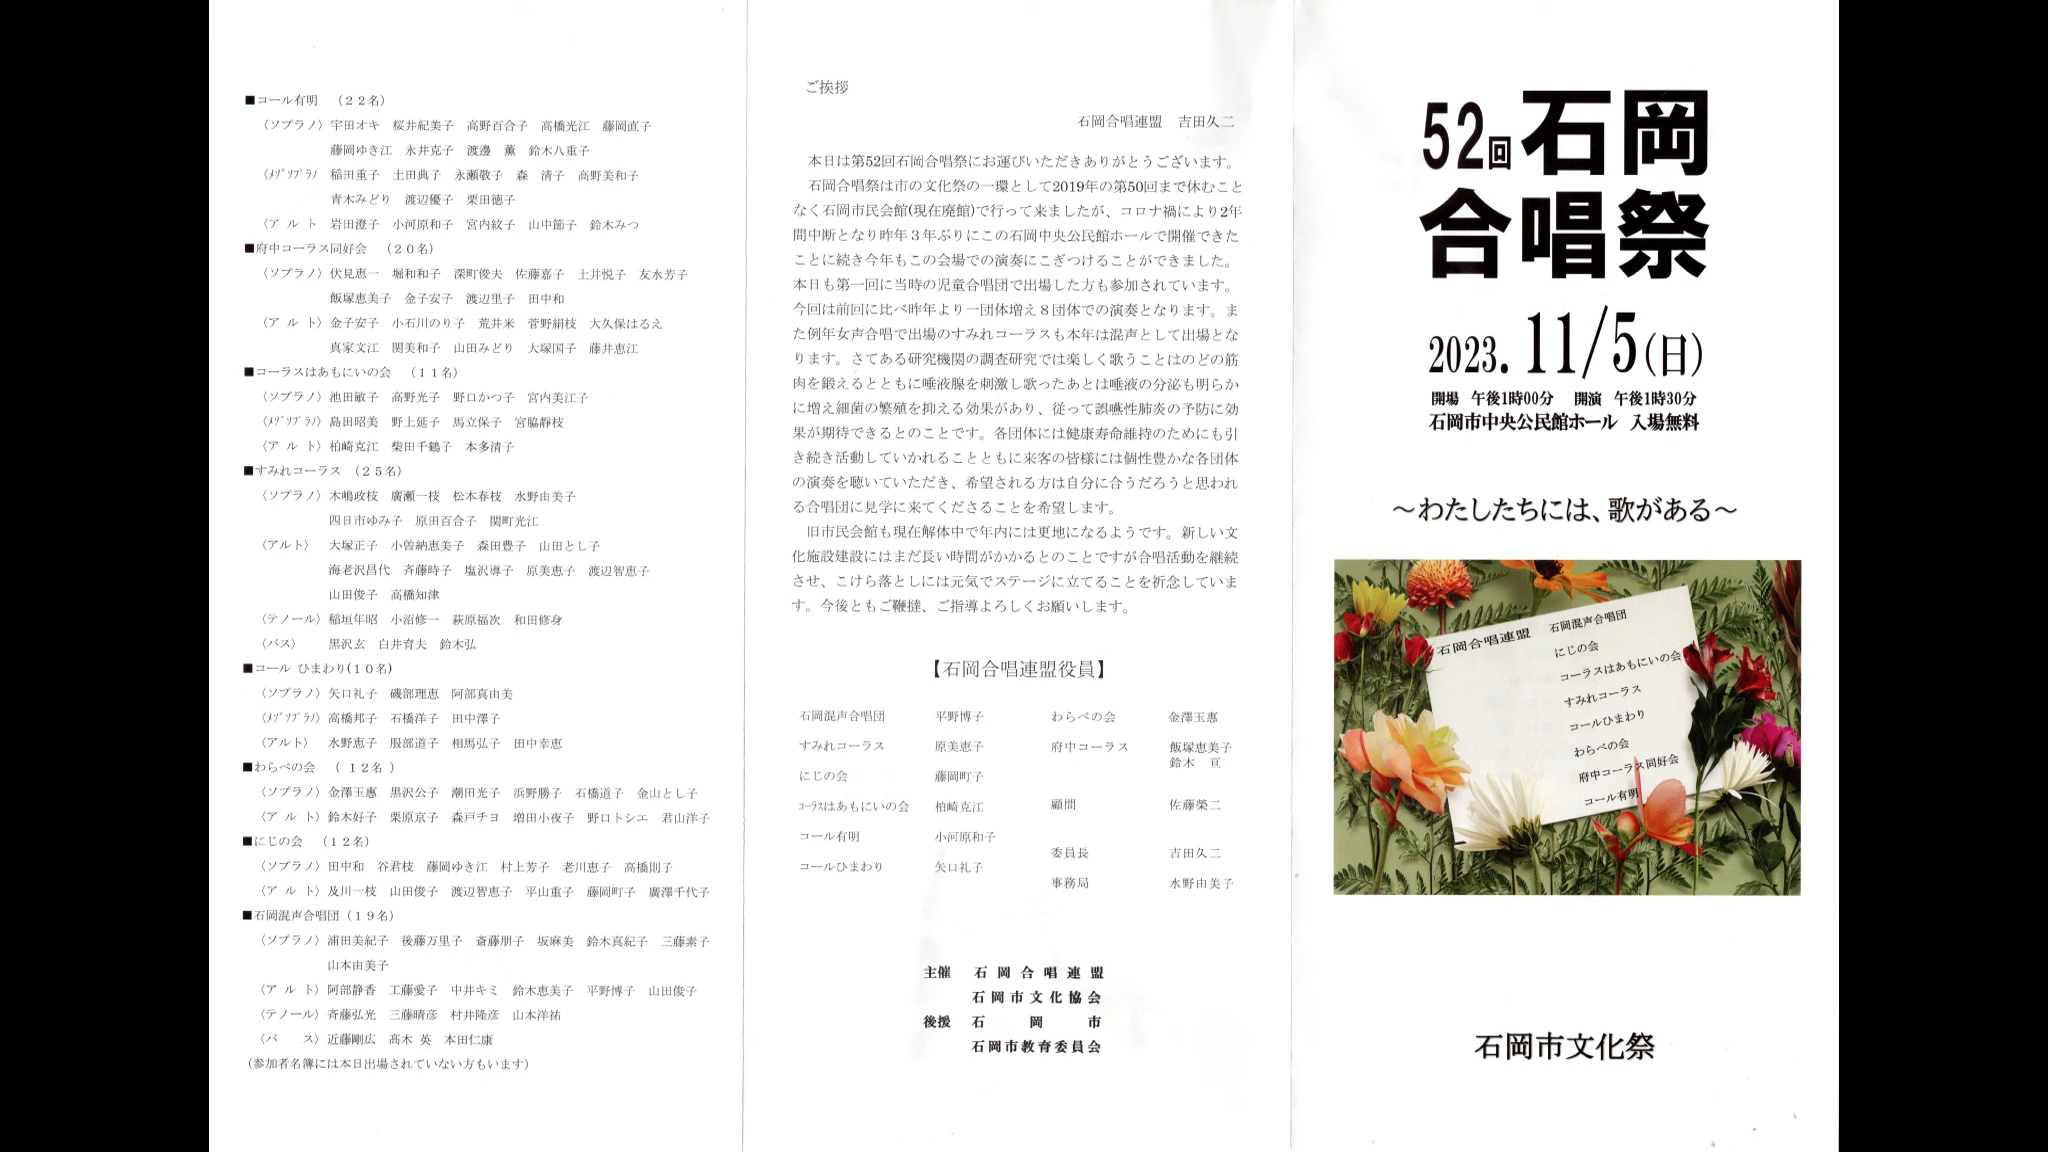 ■コール有明　（２２名）
〈ソプラノ〉宇田オキ　桜井紀美子　高野百合子　高橋光江　藤岡直子
藤岡ゆき江　永井克子　渡邊　薫　鈴木八重子
〈ﾒｿﾞｿﾌﾟﾗﾉ　稲田重子　土田典子　永瀬敬子　森　清子　高野美和子
青木みどり　渡辺優子　栗田徳子
〈アルト　岩田澄子　小河原和子　宮内紋子　山中節子　鈴木みつ
■府中コーラス同好会　（２０名）
〈ソプラノ〉伏見恵一　堀和和子　深町俊夫　佐藤嘉子　土井悦子　友水芳子
飯塚恵美子　金子安子　渡辺里子　田中和
〈ア ル ト〉金子安子　小石川のり子　荒井米　菅野絹枝　大久保はるえ
真家文江　関美和子　山田みどり　大塚国子　藤井恵江
■コーラスはあもにいの会　（１１名）
〈ソプラノ〉池田敏子　高野光子　野口かつ子　宮内美江子
〈ﾒｿﾞｿﾌﾟﾗﾉ〉島田昭美　野上延子　馬立保子　宮脇靜枝
〈ア ル ト〉柏崎克江　柴田千鶴子　本多清子
■すみれコーラス　（２５名）
〈ソプラノ〉木嶋政枝　廣瀬一枝　松本春枝　水野由美子
四日市ゆみ子　原田百合子　関町光江
〈アルト〉　大塚正子　小曽納恵美子　森田豊子　山田とし子
海老沢昌代　斉藤時子　塩沢導子　原美恵子　渡辺智恵子
山田俊子　高橋知津
〈テノール〉稲垣年昭　小沼修一　萩原福次　和田修身
〈バス〉　黒沢玄　白井育夫　鈴木弘
■コール ひまわり(１０名)
〈ソプラノ〉矢口礼子　磯部理恵　阿部真由美
〈ﾒｿﾞｿﾌﾟﾗﾉ〉高橋邦子　石橋洋子　田中澤子
〈アルト〉　水野恵子　服部道子　相馬弘子　田中幸恵
■わらべの会　（ １２名 ）
〈ソプラノ〉金澤玉惠　黒沢公子　潮田光子　浜野勝子　石橋道子　金山とし子
〈ア ル ト〉鈴木好子　栗原京子　森戸チヨ　増田小夜子　野口トシエ　君山洋子
■にじの会　（１２名）
〈ソプラノ〉田中和　谷君枝　藤岡ゆき江　村上芳子　老川恵子　高橋則子
〈ア ル ト〉及川一枝　山田俊子　渡辺智恵子　平山重子　藤岡町子　廣澤千代子
■石岡混声合唱団（１９名）
〈ソプラノ〉浦田美紀子　後藤万里子　斎藤朋子　坂麻美　鈴木真紀子　三藤素子
山本由美子
〈ア ル ト〉阿部静香　工藤愛子　中井キミ　鈴木恵美子　平野博子　山田俊子
〈テノール〉斉藤弘光　三藤晴彦　村井隆彦　山本洋祐
〈バ　ス〉近藤剛広　髙木 英　本田仁康
（参加者名簿には本日出場されていない方もいます）
ご挨拶
石岡合唱連盟　吉田久二
本日は第52回石岡合唱祭にお運びいただきありがとうございます。
石岡合唱祭は市の文化祭の一環として2019年の第50回まで休むこと
なく石岡市民会館(現在廃館)で行って来ましたが、コロナ禍により2年
間中断となり昨年３年ぶりにこの石岡中央公民館ホールで開催できた
ことに続き今年もこの会場での演奏にこぎつけることができました。
本日も第一回に当時の児童合唱団で出場した方も参加されています。
今回は前回に比べ昨年より一団体増え８団体での演奏となります。ま
た例年女声合唱で出場のすみれコーラスも本年は混声として出場とな
ります。さてある研究機関の調査研究では楽しく歌うことはのどの筋
肉を鍛えるとともに唾液腺を刺激し歌ったあとは唾液の分泌も明らか
に増え細菌の繁殖を抑える効果があり、従って誤嚥性肺炎の予防に効
果が期待できるとのことです。各団体には健康寿命維持のためにも引
き続き活動していかれることともに来客の皆様には個性豊かな各団体
の演奏を聴いていただき、希望される方は自分に合うだろうと思われ
る合唱団に見学に来てくださることを希望します。
旧市民会館も現在解体中で年内には更地になるようです。新しい文
化施設建設にはまだ長い時間がかかるとのことですが合唱活動を継続
させ、こけら落としには元気でステージに立てることを祈念していま
す。今後ともご鞭撻、ご指導よろしくお願いします。
【石岡合唱連盟役員】
石岡混声合唱団　平野博子　わらべの会　金澤玉惠
すみれコーラス　原美恵子　府中コーラス　飯塚恵美子
鈴木　亘
にじの会　藤岡町子
ｺｰﾗｽはあもにいの会　柏崎克江　顧問　佐藤榮二
コール有明　小河原和子
委員長　吉田久二
コールひまわり　矢口礼子
事務局　水野由美子
主催　石岡合唱連盟
石岡市文化協会
後援　石岡市
石岡市教育委員会
52回石岡
合唱祭
2023. 11/5(日)
開場　午後1時00分　開演　午後1時30分
石岡市中央公民館ホール　入場無料
～わたしたちには、歌がある～
石岡合唱連盟　石岡混声合唱団
にじの会
コーラスはあもにいの会
すみれコーラス
コールひまわり
わらべの会
府中コーラス同好会
コール有明
石岡市文化祭